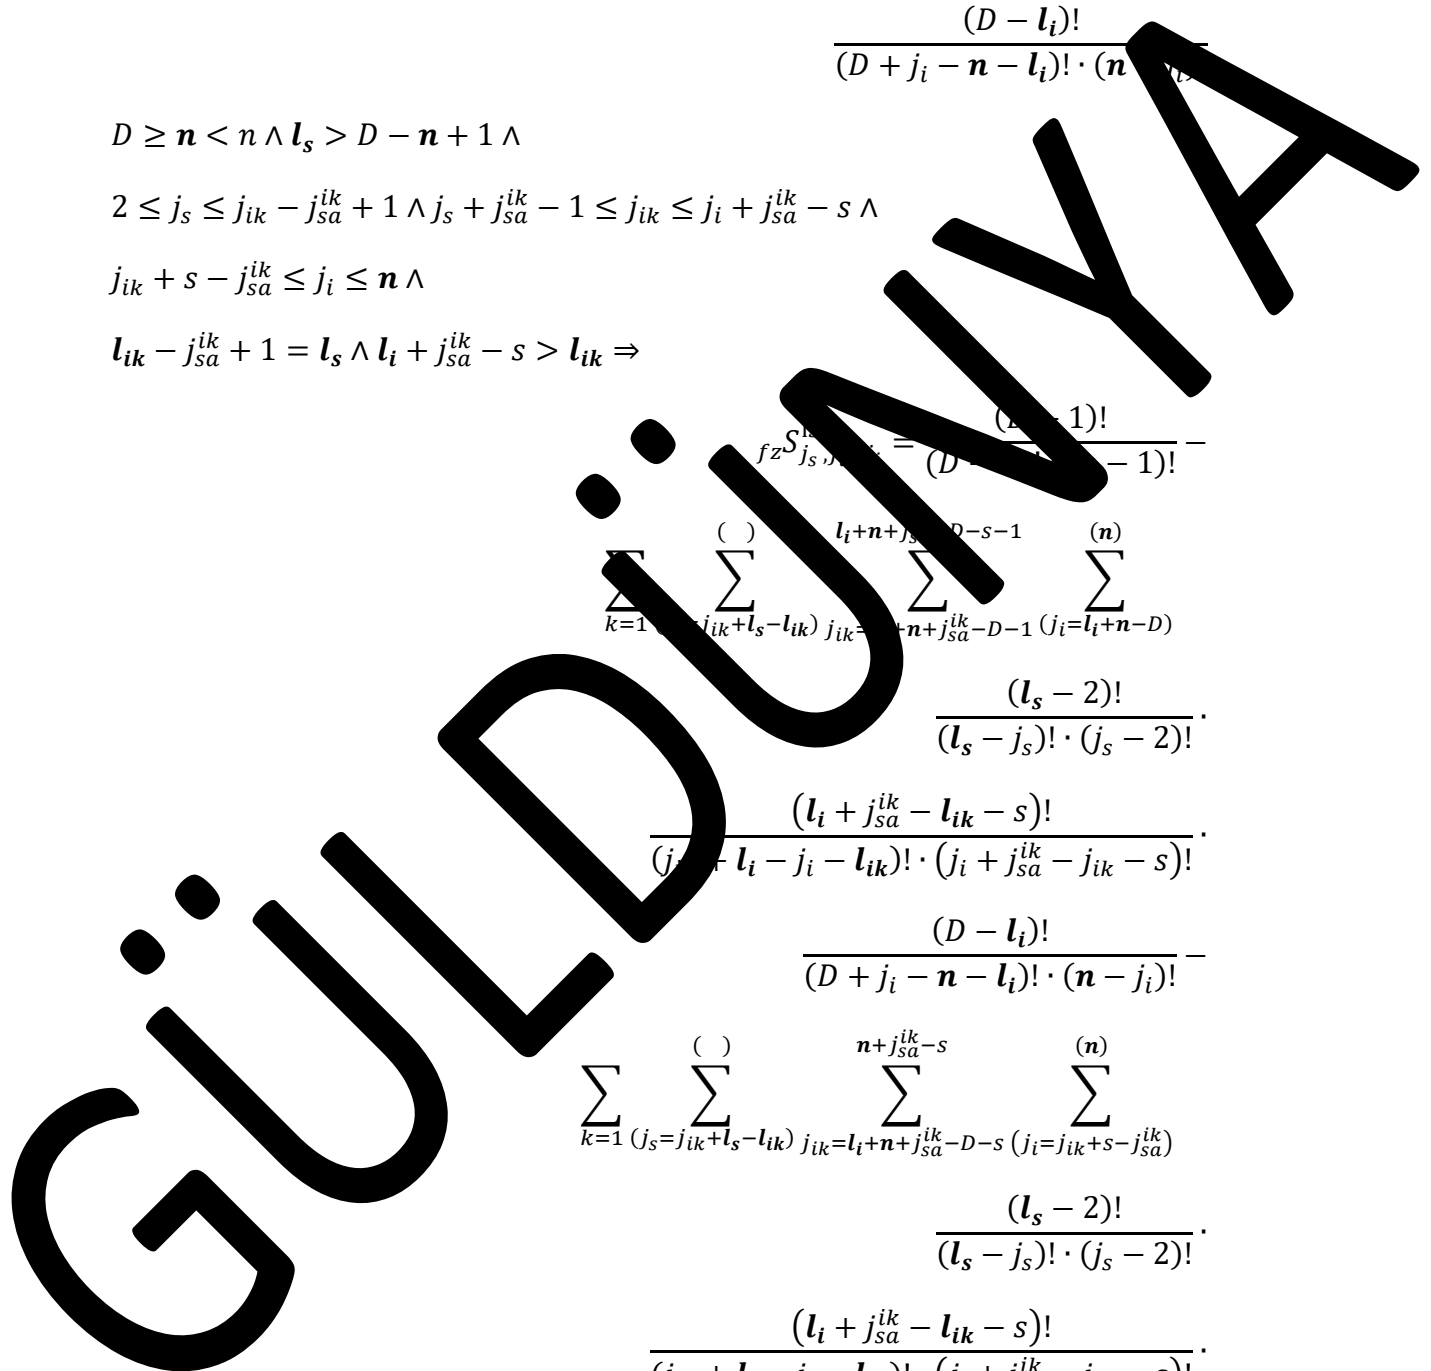 (D − l_i)!
(D + j_i − n − l_i)! · (n
D ≥ n < n ∧ l_s > D − n + 1 ∧
2 ≤ j_s ≤ j_ik − j_sa^ik + 1 ∧ j_s + j_sa^ik − 1 ≤ j_ik ≤ j_i + j_sa^ik − s ∧
j_ik + s − j_sa^ik ≤ j_i ≤ n ∧
l_ik − j_sa^ik + 1 = l_s ∧ l_i + j_sa^ik − s > l_ik ⇒
1)!
fz S j_s , = −
(D − 1)!
( ) l_i+n+j D−s−1 (n)
∑ ∑ ∑ ∑
k=1 j_ik+l_s−l_ik) j_ik= +n+j_sa^ik−D−1 (j_i=l_i+n−D)
(l_s − 2)!
(l_s − j_s)! · (j_s − 2)! ·
(l_i + j_sa^ik − l_ik − s)!
l_i − j_i − l_ik)! · (j_i + j_sa^ik − j_ik − s)! ·
(D − l_i)!
(D + j_i − n − l_i)! · (n − j_i)! −
( ) n+j_sa^ik−s (n)
∑ ∑ ∑ ∑
k=1 (j_s=j_ik+l_s−l_ik) j_ik=l_i+n+j_sa^ik−D−s (j_i=j_ik+s−j_sa^ik)
(l_s − 2)!
(l_s − j_s)! · (j_s − 2)! ·
(l_i + j_sa^ik − l_ik − s)! ·
GÜLDÜNYA